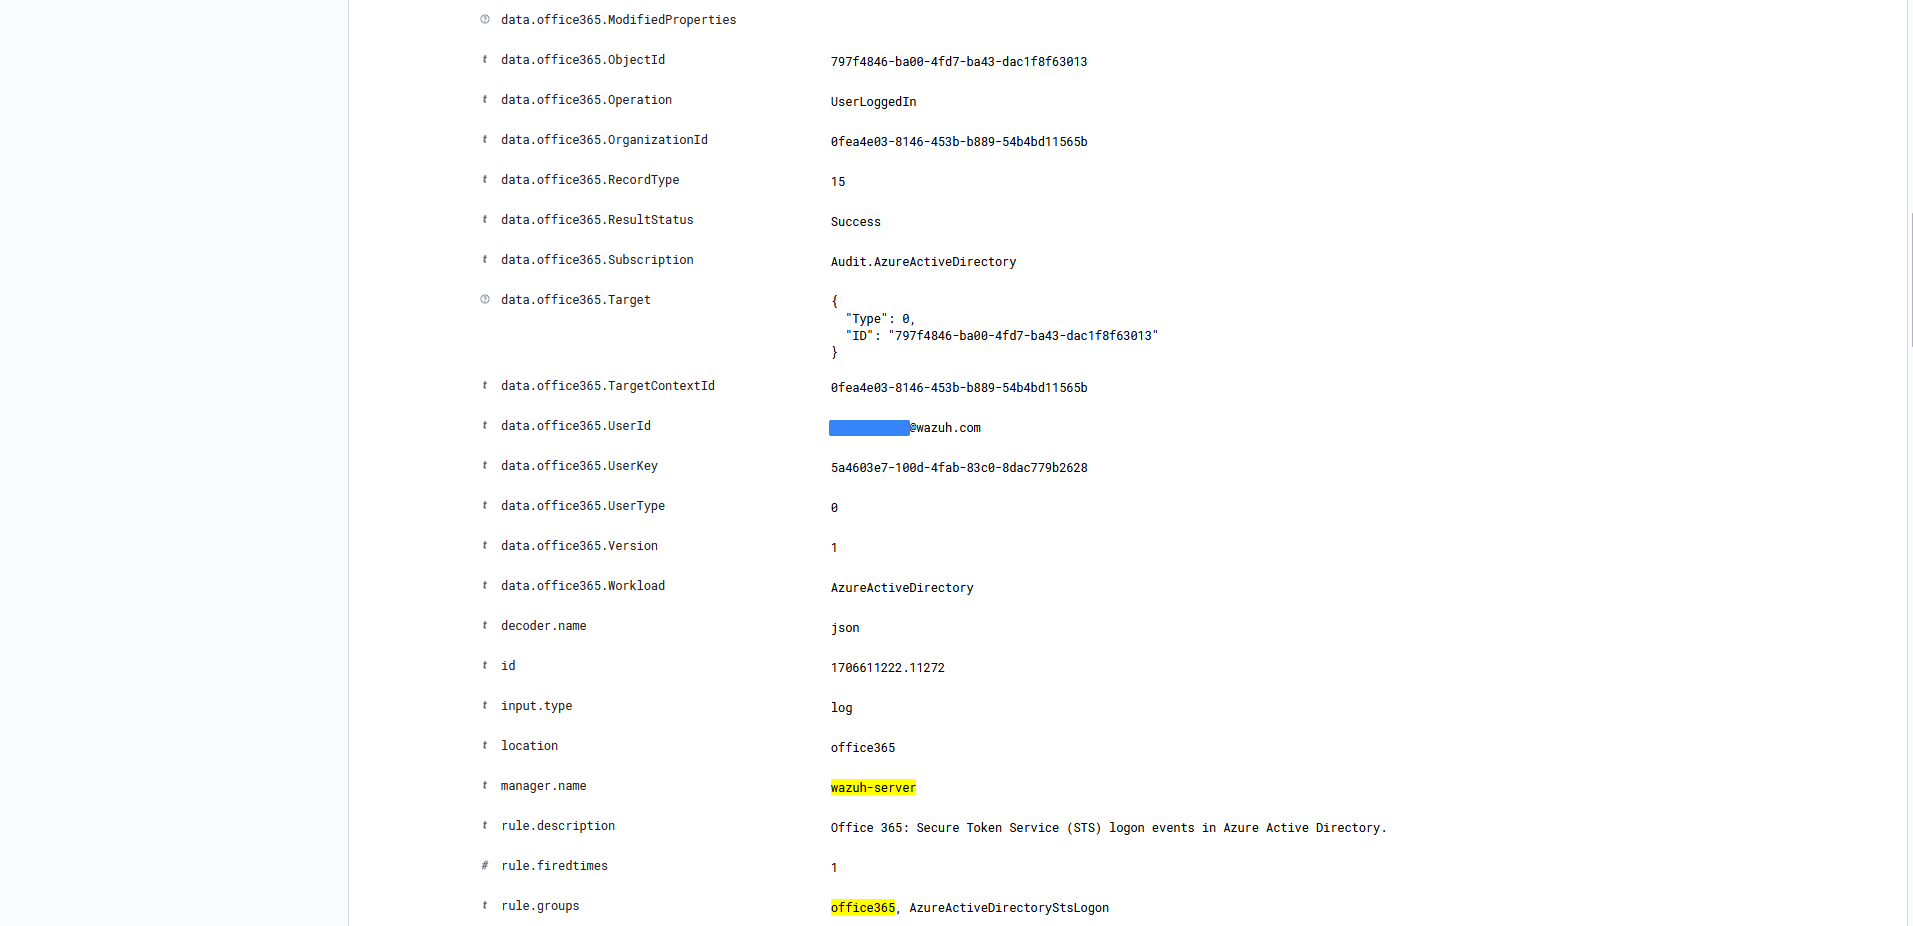 data.office365.ModifiedProperties
t data.office365.ObjectId 797f4846-ba00-4fd7-ba43-dac1f8f63013
t data.office365.Operation UserLoggedIn
t data.office365.OrganizationId 0fea4e03-8146-453b-b889-54b4bd11565b
t data.office365.RecordType 15
t data.office365.ResultStatus Success
t data.office365.Subscription Audit.AzureActiveDirectory
data.office365.Target {
"Type": 0,
"ID": "797f4846-ba00-4fd7-ba43-dac1f8f63013"
}
t data.office365.TargetContextId 0fea4e03-8146-453b-b889-54b4bd11565b
t data.office365.UserId @wazuh.com
t data.office365.UserKey 5a4603e7-100d-4fab-83c0-8dac779b2628
t data.office365.UserType 0
t data.office365.Version 1
t data.office365.Workload AzureActiveDirectory
t decoder.name json
t id 1706611222.11272
t input.type log
t location office365
t manager.name wazuh-server
t rule.description Office 365: Secure Token Service (STS) logon events in Azure Active Directory.
# rule.firedtimes 1
t rule.groups office365, AzureActiveDirectoryStsLogon